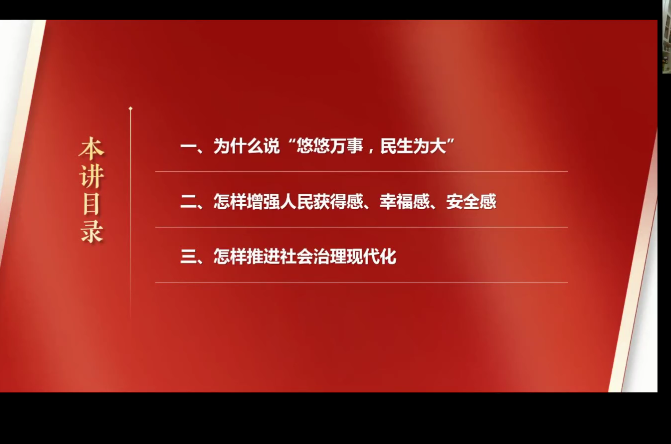 本讲目录
一、为什么说“悠悠万事，民生为大”
二、怎样增强人民获得感、幸福感、安全感
三、怎样推进社会治理现代化